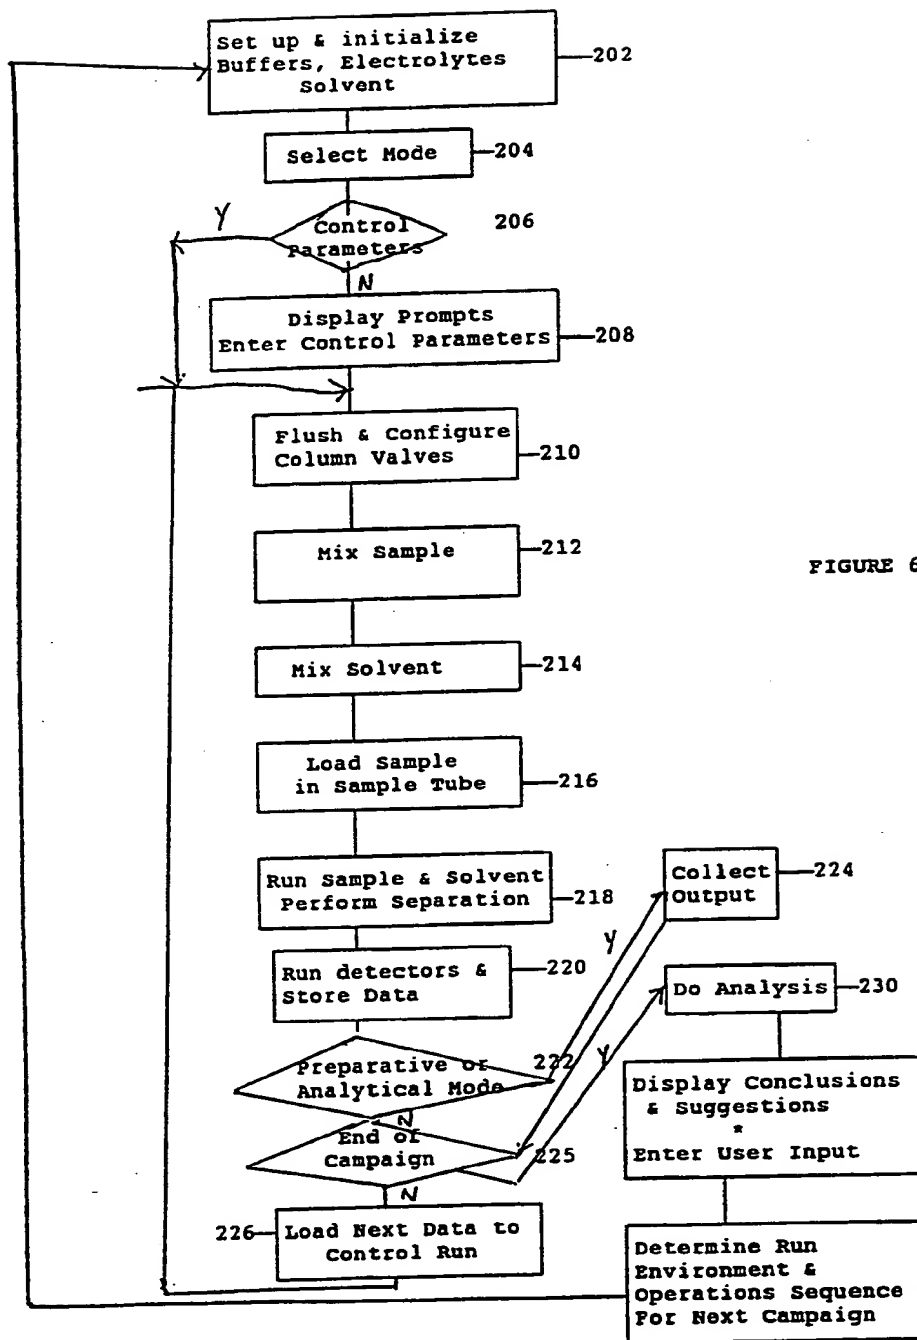 Set up & initialize
Buffers, Electrolytes
Solvent
202
Select Mode
204
Y
Control
Parameters
206
N
Display Prompts
Enter Control Parameters
208
Flush & Configure
Column Valves
210
Mix Sample
212
FIGURE 6
Mix Solvent
214
Load Sample
in Sample Tube
216
Run Sample & Solvent
Perform Separation
218
Collect
Output
224
Y
Run detectors &
Store Data
220
Do Analysis
230
Preparative or
Analytical Mode
222
Y
N
Display Conclusions
& Suggestions
*
Enter User Input
End of
Campaign
225
N
226
Load Next Data to
Control Run
Determine Run
Environment &
Operations Sequence
For Next Campaign